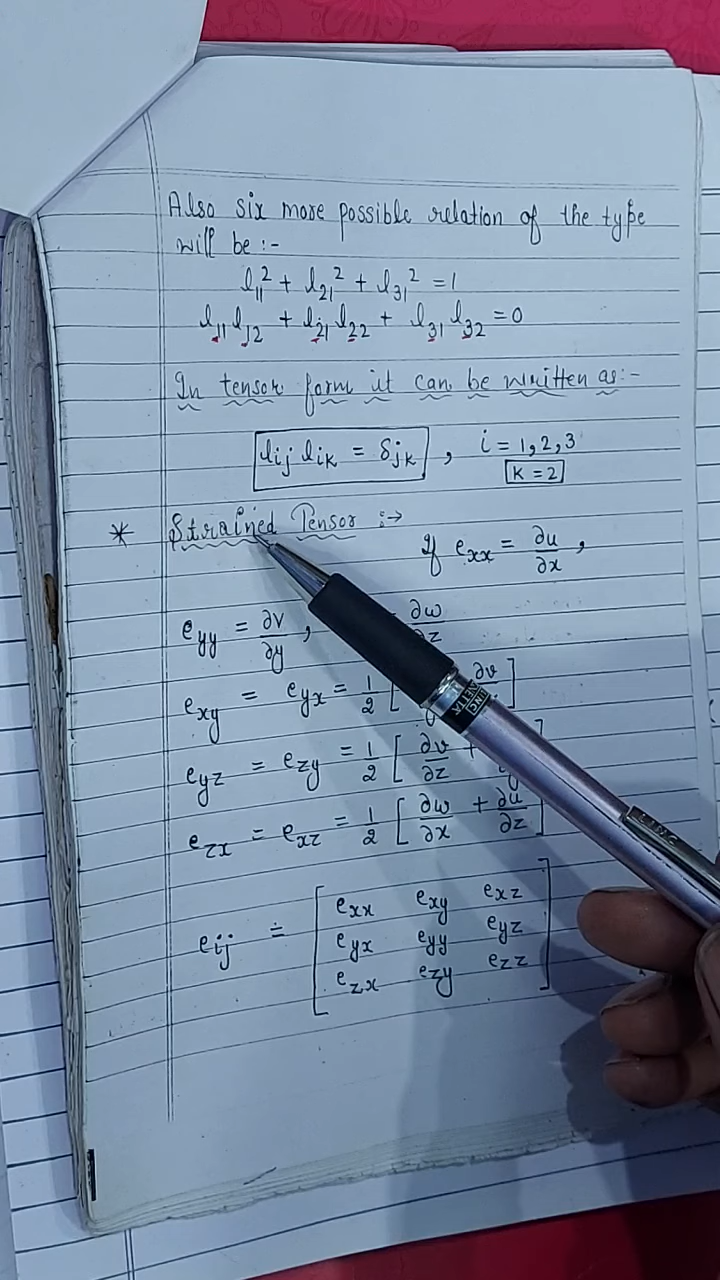 Also six more possible relation of the type
will be :-
l₁₁² + l₂₁² + l₃₁² = 1
l₁₁ l₁₂ + l₂₁ l₂₂ + l₃₁ l₃₂ = 0
In tensor form it can be written as:-
lij lik = δjk , i = 1, 2, 3
k = 2
* Strained Tensor :→
If exx = ∂u/∂x ,
eyy = ∂v/∂y , ∂w
exy = eyx = 1/2 [ ∂v ]
eyz = ezy = 1/2 [ ∂v/∂z + ]
ezx = exz = 1/2 [ ∂w/∂x + ∂u/∂z ]
eij = [ exx exy exz
eyx eyy eyz
ezx ezy ezz ]